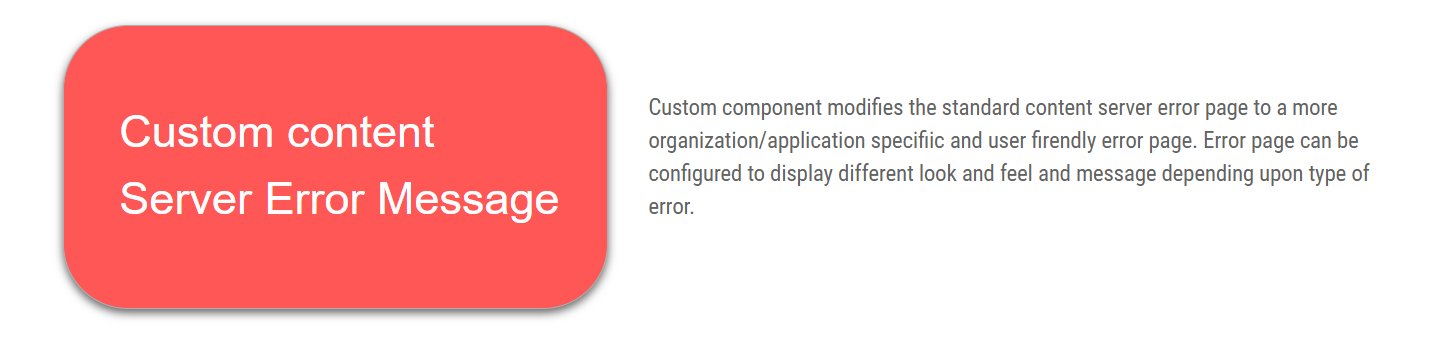 Custom content
Server Error Message
Custom component modifies the standard content server error page to a more
organization/application specifiic and user firendly error page. Error page can be
configured to display different look and feel and message depending upon type of
error.